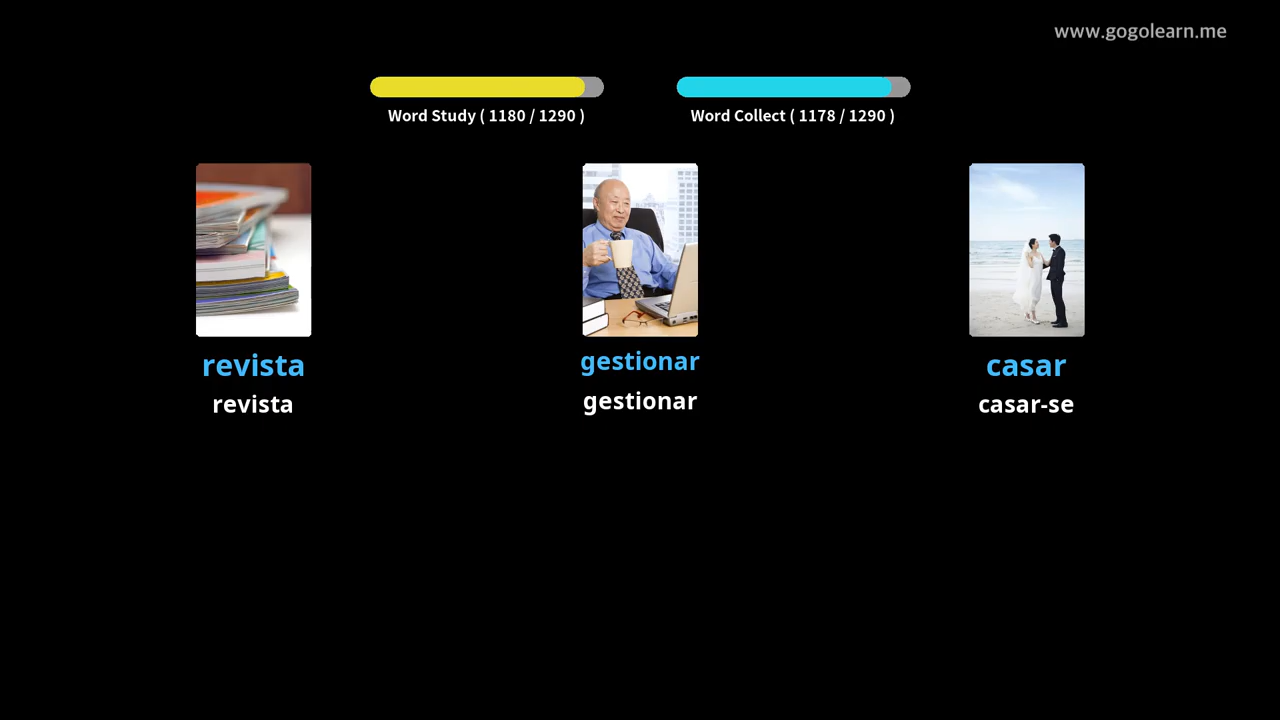 www.gogolearn.me
Word Study ( 1180 / 1290 )
Word Collect ( 1178 / 1290 )
revista
revista
gestionar
gestionar
casar
casar-se